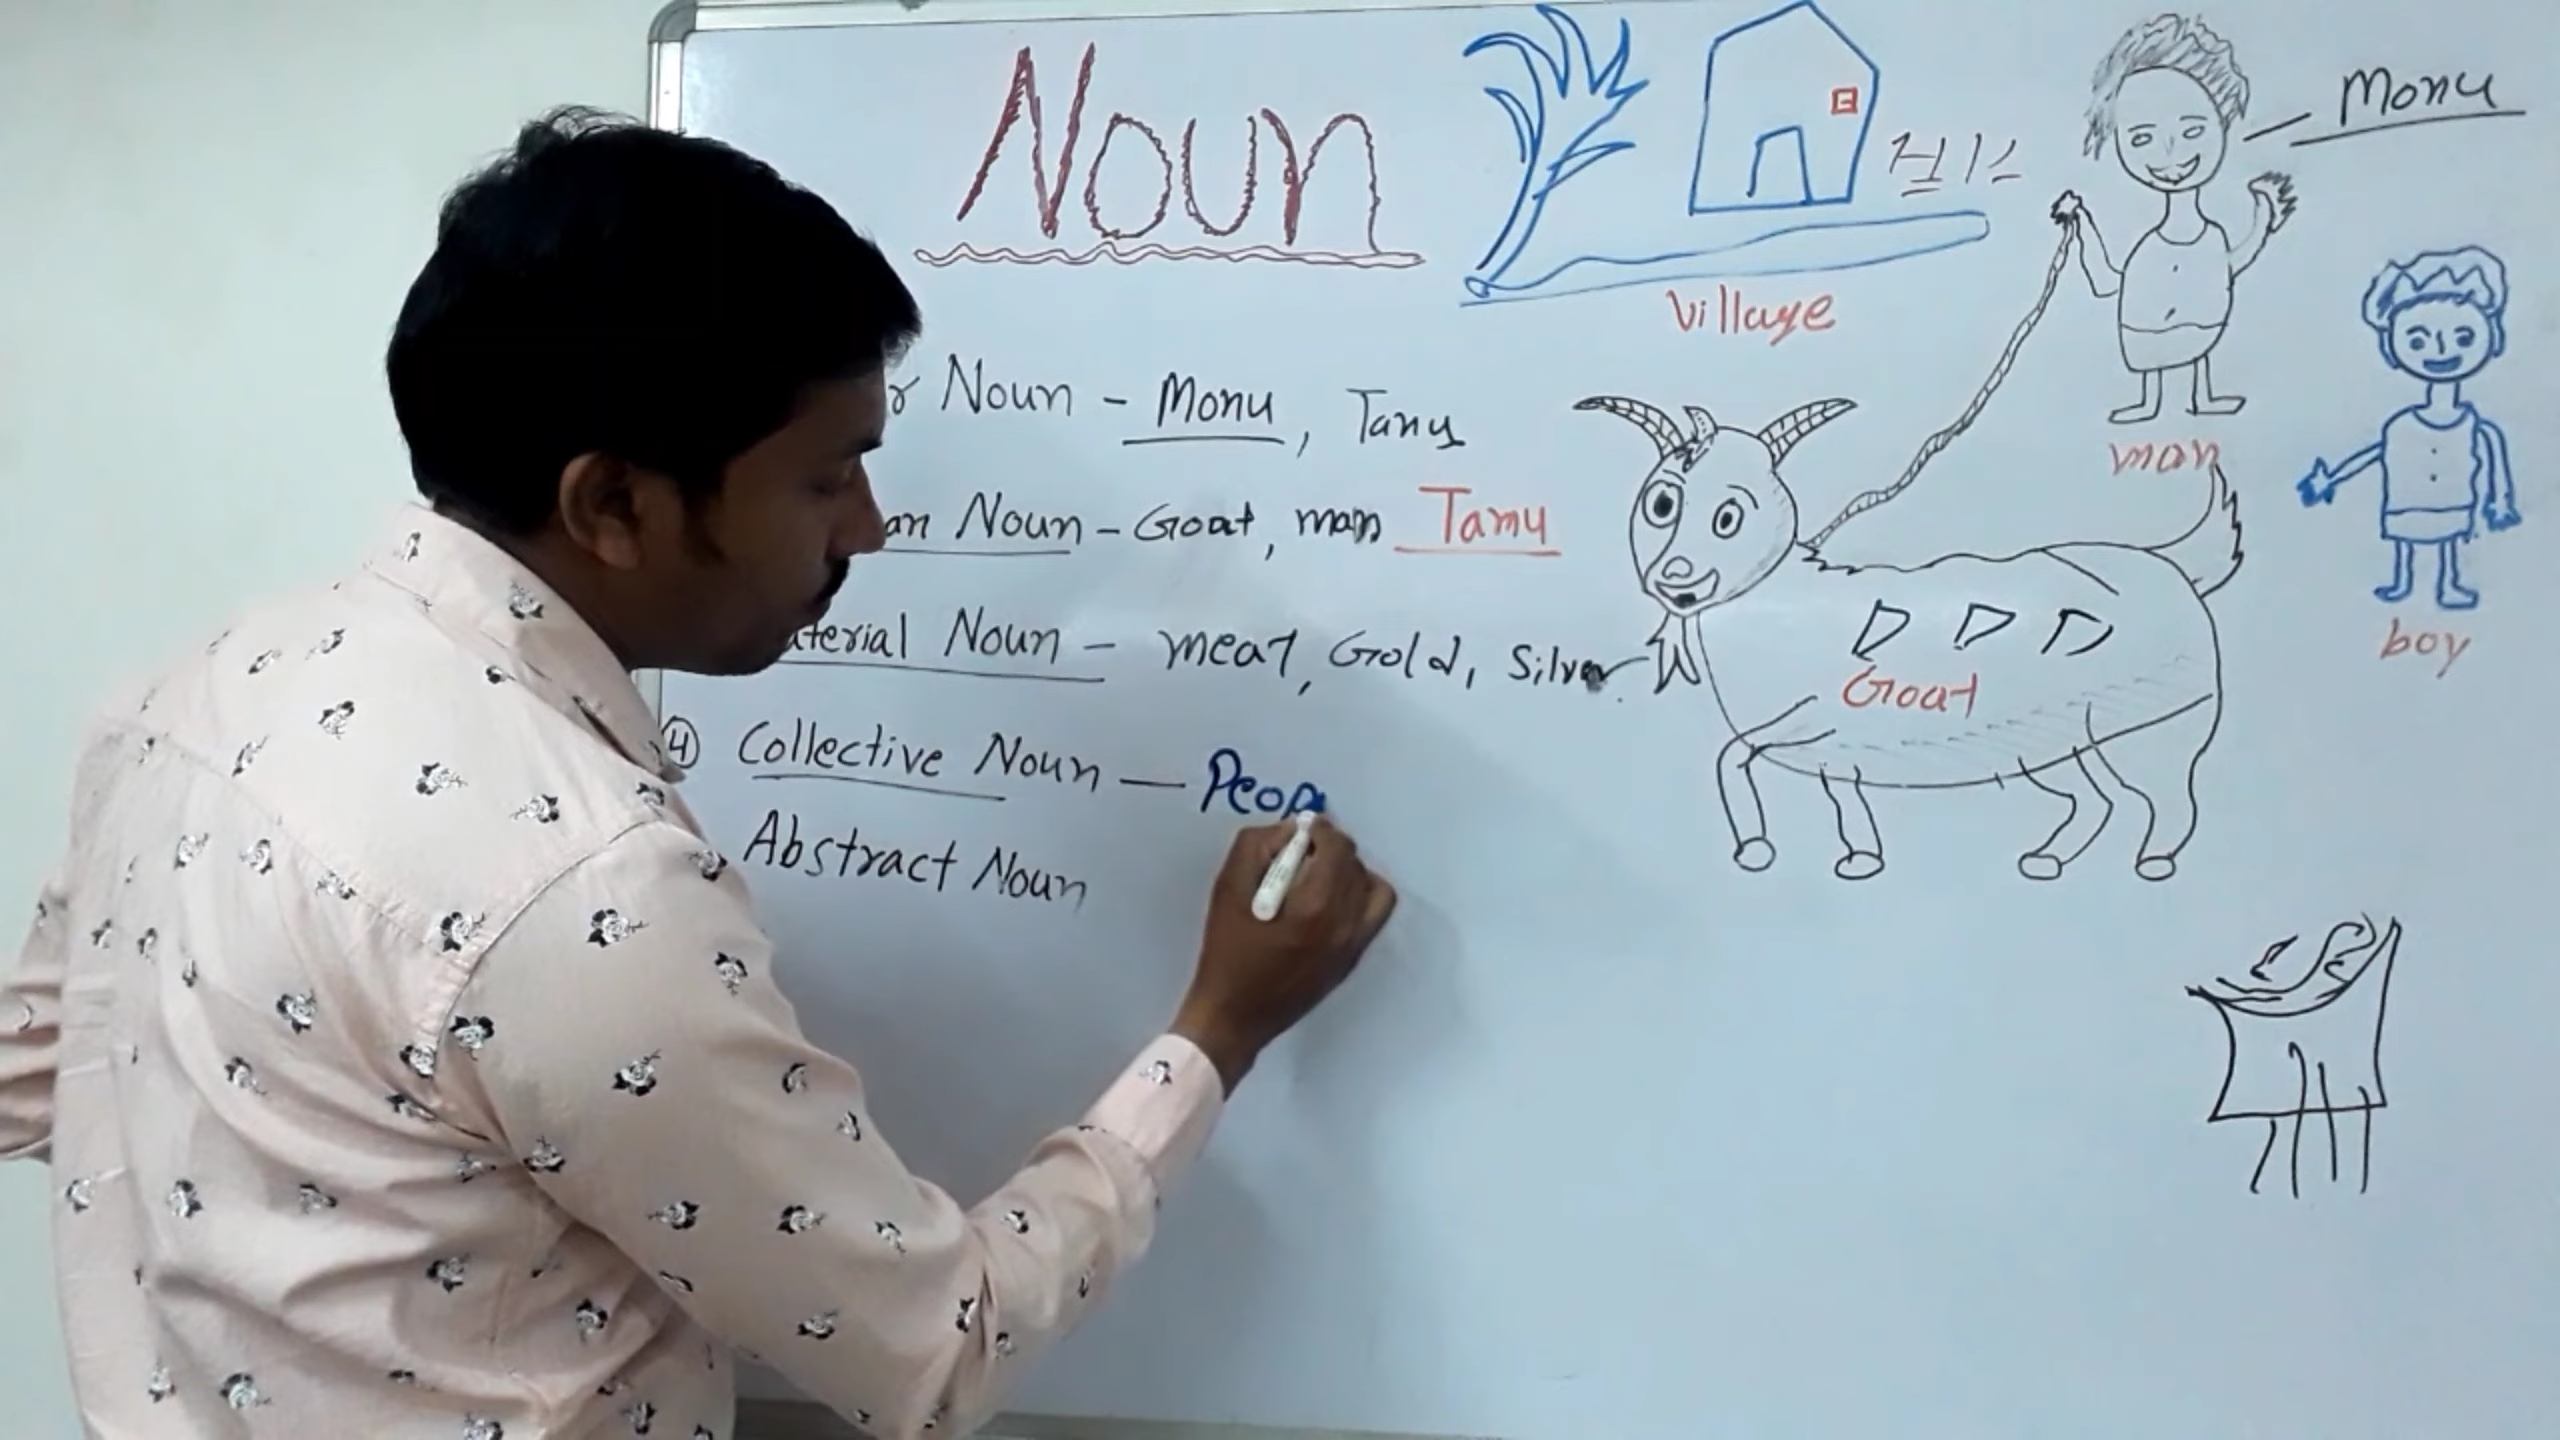 Noun
Village
Monu
r Noun - Monu, Tanu
an Noun - Goat, man Tamu
aterial Noun - meat, Gold, Silver
④ Collective Noun — Peop
Abstract Noun
man
boy
Goat